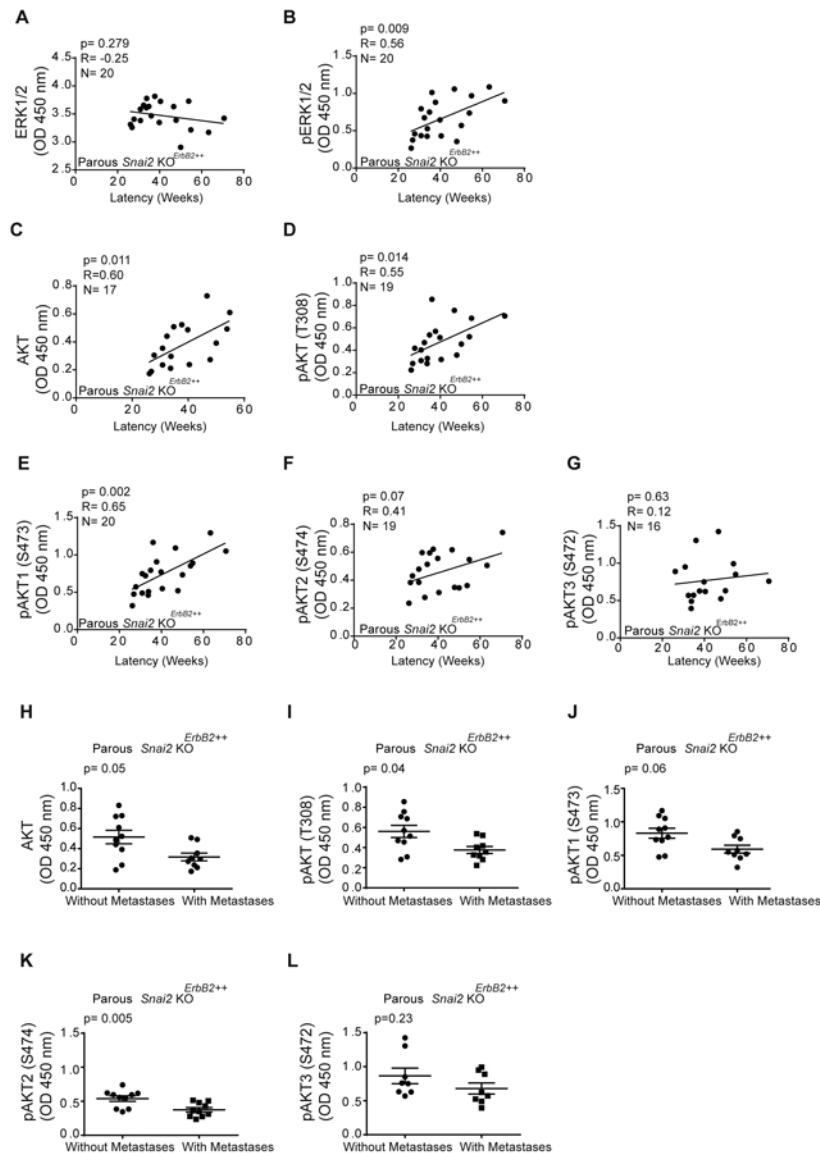 A
p= 0.279
R= -0.25
N= 20
ERK1/2
(OD 450 nm)
4.5
4.0
3.5
3.0
2.5
Parous Snai2 KO ErbB2++
0 20 40 60 80
Latency (Weeks)
B
p= 0.009
R= 0.56
N= 20
pERK1/2
(OD 450 nm)
1.5
1.0
0.5
0.0
Parous Snai2 KO ErbB2++
0 20 40 60 80
Latency (Weeks)
C
p= 0.011
R=0.60
N= 17
AKT
(OD 450 nm)
0.8
0.6
0.4
0.2
0.0
Parous Snai2 KO ErbB2++
0 20 40 60
Latency (Weeks)
D
p= 0.014
R= 0.55
N= 19
pAKT (T308)
(OD 450 nm)
1.0
0.8
0.6
0.4
0.2
0.0
Parous Snai2 KO ErbB2++
0 20 40 60 80
Latency (Weeks)
E
p= 0.002
R= 0.65
N= 20
pAKT1 (S473)
(OD 450 nm)
1.5
1.0
0.5
0.0
Parous Snai2 KO ErbB2++
0 20 40 60 80
Latency (Weeks)
F
p= 0.07
R= 0.41
N= 19
pAKT2 (S474)
(OD 450 nm)
0.8
0.6
0.4
0.2
0.0
Parous Snai2 KO ErbB2++
0 20 40 60 80
Latency (Weeks)
G
p= 0.63
R= 0.12
N= 16
pAKT3 (S472)
(OD 450 nm)
1.5
1.0
0.5
0.0
Parous Snai2 KO ErbB2++
0 20 40 60 80
Latency (Weeks)
H
Parous Snai2 KO ErbB2++
p= 0.05
AKT
(OD 450 nm)
1.0
0.8
0.6
0.4
0.2
0.0
Without Metastases With Metastases
I
Parous Snai2 KO ErbB2++
p= 0.04
pAKT (T308)
(OD 450 nm)
1.0
0.8
0.6
0.4
0.2
0.0
Without Metastases With Metastases
J
Parous Snai2 KO ErbB2++
p= 0.06
pAKT1 (S473)
(OD 450 nm)
1.5
1.0
0.5
0.0
Without Metastases With Metastases
K
Parous Snai2 KO ErbB2++
p= 0.005
pAKT2 (S474)
(OD 450 nm)
1.5
1.0
0.5
0.0
Without Metastases With Metastases
L
Parous Snai2 KO ErbB2++
p=0.23
pAKT3 (S472)
(OD 450 nm)
1.5
1.0
0.5
0.0
Without Metastases With Metastases